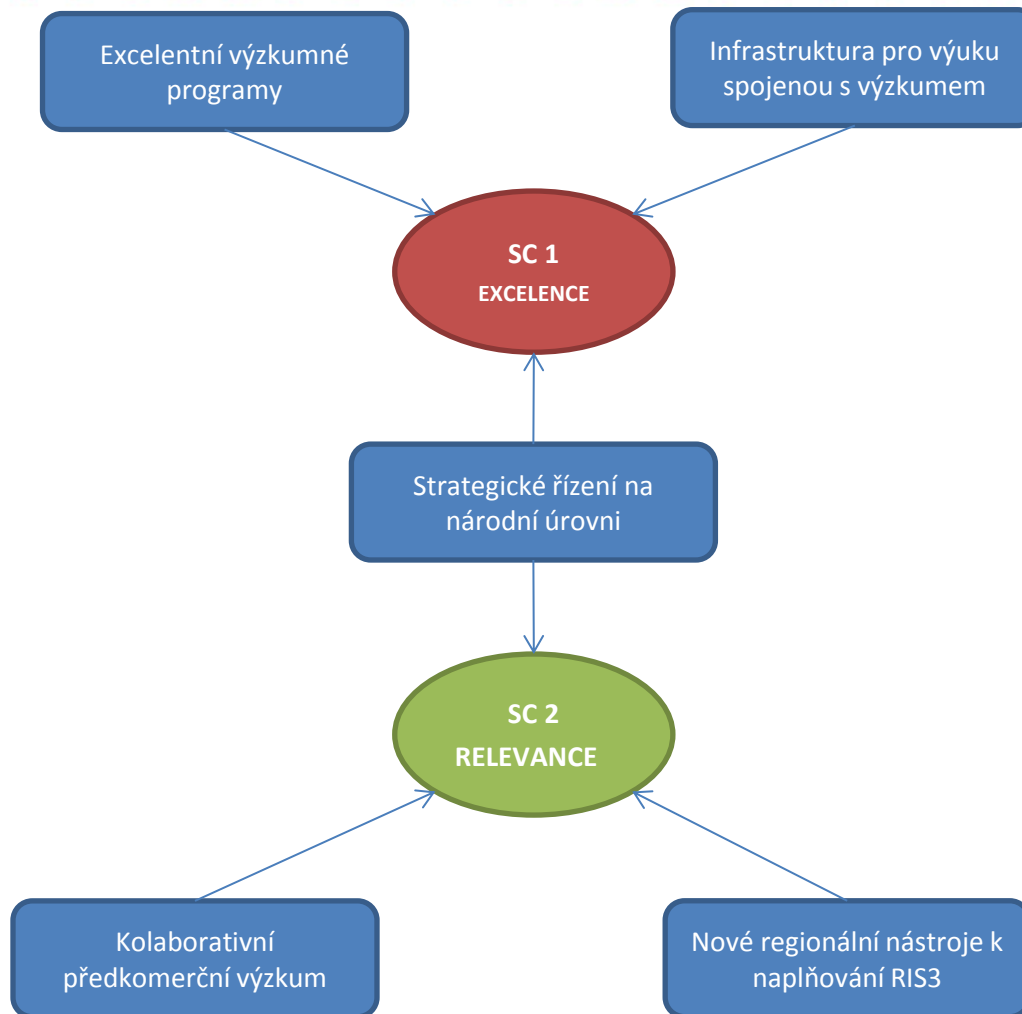 Excelentní výzkumné
programy
Infrastruktura pro výuku
spojenou s výzkumem
SC 1
EXCELENCE
Strategické řízení na
národní úrovni
SC 2
RELEVANCE
Kolaborativní
předkomerční výzkum
Nové regionální nástroje k
naplňování RIS3